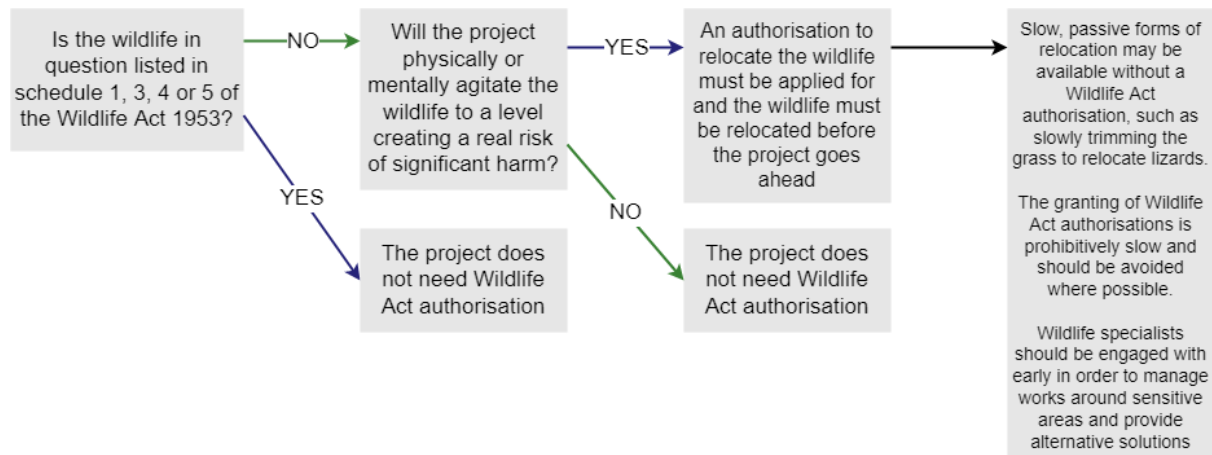 Is the wildlife in
question listed in
schedule 1, 3, 4 or 5 of
the Wildlife Act 1953?
NO
Will the project
physically or
mentally agitate the
wildlife to a level
creating a real risk
of significant harm?
YES
An authorisation to
relocate the wildlife
must be applied for
and the wildlife must
be relocated before
the project goes
ahead
Slow, passive forms of
relocation may be
available without a
Wildlife Act
authorisation, such as
slowly trimming the
grass to relocate lizards.
The granting of Wildlife
Act authorisations is
prohibitively slow and
should be avoided
where possible.
Wildlife specialists
should be engaged with
early in order to manage
works around sensitive
areas and provide
alternative solutions
YES
The project does
not need Wildlife
Act authorisation
NO
The project does
not need Wildlife
Act authorisation